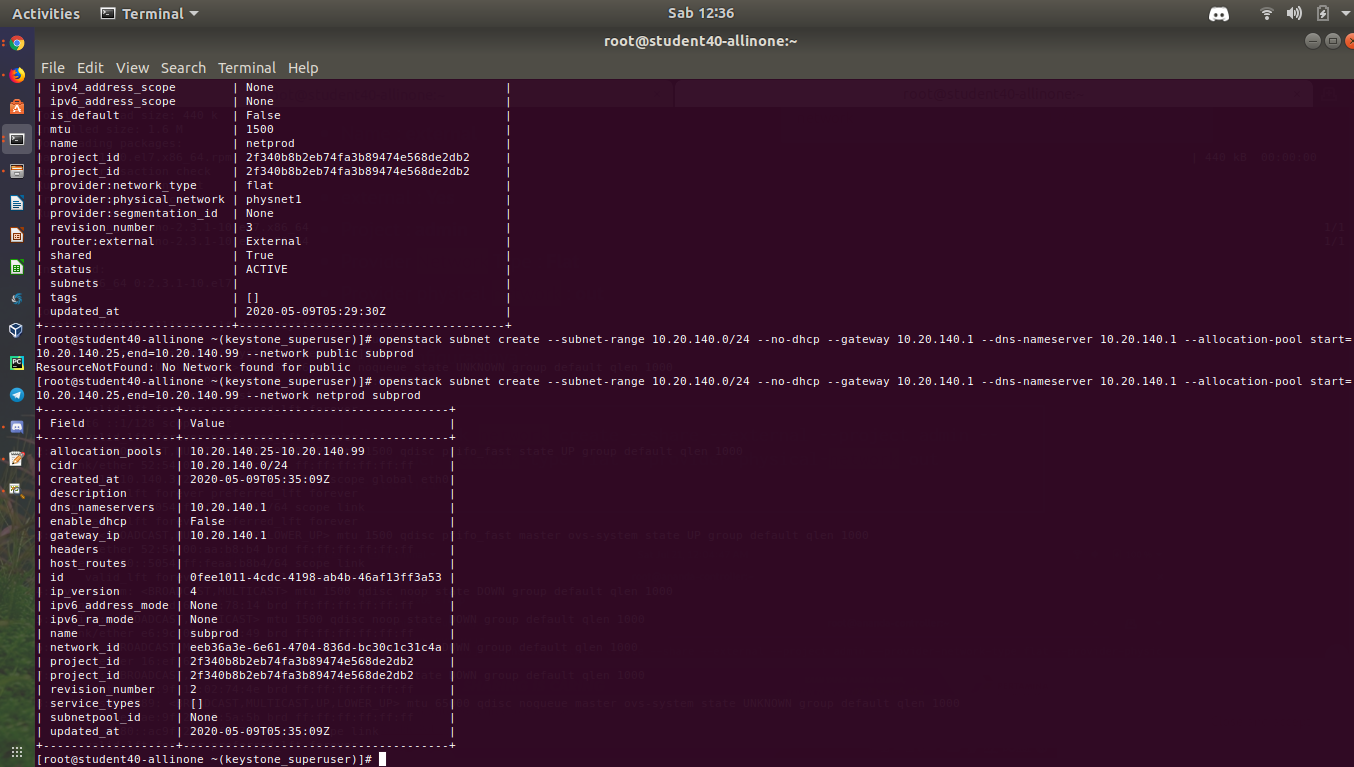 Activities Terminal Sab 12:36
root@student40-allinone:~
File Edit View Search Terminal Help
| ipv4_address_scope | None |
| ipv6_address_scope | None |
| is_default | False |
| mtu | 1500 |
| name | netprod |
| project_id | 2f340b8b2eb74fa3b89474e568de2db2 |
| project_id | 2f340b8b2eb74fa3b89474e568de2db2 |
| provider:network_type | flat |
| provider:physical_network | physnet1 |
| provider:segmentation_id | None |
| revision_number | 3 |
| router:external | External |
| shared | True |
| status | ACTIVE |
| subnets | |
| tags | [] |
| updated_at | 2020-05-09T05:29:30Z |
+---------------------------+--------------------------------------+
[root@student40-allinone ~(keystone_superuser)]# openstack subnet create --subnet-range 10.20.140.0/24 --no-dhcp --gateway 10.20.140.1 --dns-nameserver 10.20.140.1 --allocation-pool start=
10.20.140.25,end=10.20.140.99 --network public subprod
ResourceNotFound: No Network found for public
[root@student40-allinone ~(keystone_superuser)]# openstack subnet create --subnet-range 10.20.140.0/24 --no-dhcp --gateway 10.20.140.1 --dns-nameserver 10.20.140.1 --allocation-pool start=
10.20.140.25,end=10.20.140.99 --network netprod subprod
+-------------------+--------------------------------------+
| Field | Value |
+-------------------+--------------------------------------+
| allocation_pools | 10.20.140.25-10.20.140.99 |
| cidr | 10.20.140.0/24 |
| created_at | 2020-05-09T05:35:09Z |
| description | |
| dns_nameservers | 10.20.140.1 |
| enable_dhcp | False |
| gateway_ip | 10.20.140.1 |
| headers | |
| host_routes | |
| id | 0fee1011-4cdc-4198-ab4b-46af13ff3a53 |
| ip_version | 4 |
| ipv6_address_mode | None |
| ipv6_ra_mode | None |
| name | subprod |
| network_id | eeb36a3e-6e61-4704-836d-bc30c1c31c4a |
| project_id | 2f340b8b2eb74fa3b89474e568de2db2 |
| project_id | 2f340b8b2eb74fa3b89474e568de2db2 |
| revision_number | 2 |
| service_types | [] |
| subnetpool_id | None |
| updated_at | 2020-05-09T05:35:09Z |
+-------------------+--------------------------------------+
[root@student40-allinone ~(keystone_superuser)]#